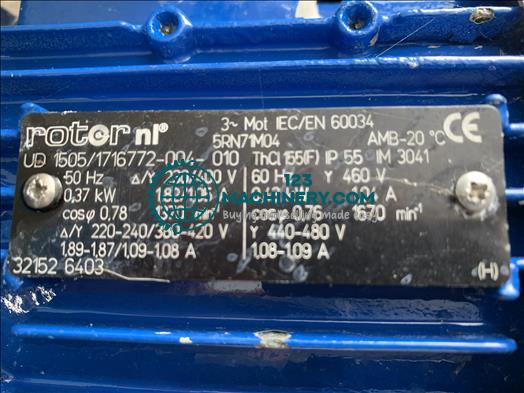 rotor nl®
3~ Mot IEC/EN 60034
5RN71M04
AMB-20 °C CE
UD 1505/1716772-004- 010 ThCl.155(F) IP 55 IM 3041
50 Hz Δ/Y 400 V 60 Hz Y 460 V
0,37 kW A
cosφ 0,78 min⁻¹
Δ/Y 220-240/380-420 V Y 440-480 V
1.89-1.87/1.09-1.08 A 1.08-1.09 A
32152 6403 (H)
123
MACHINERY
.COM